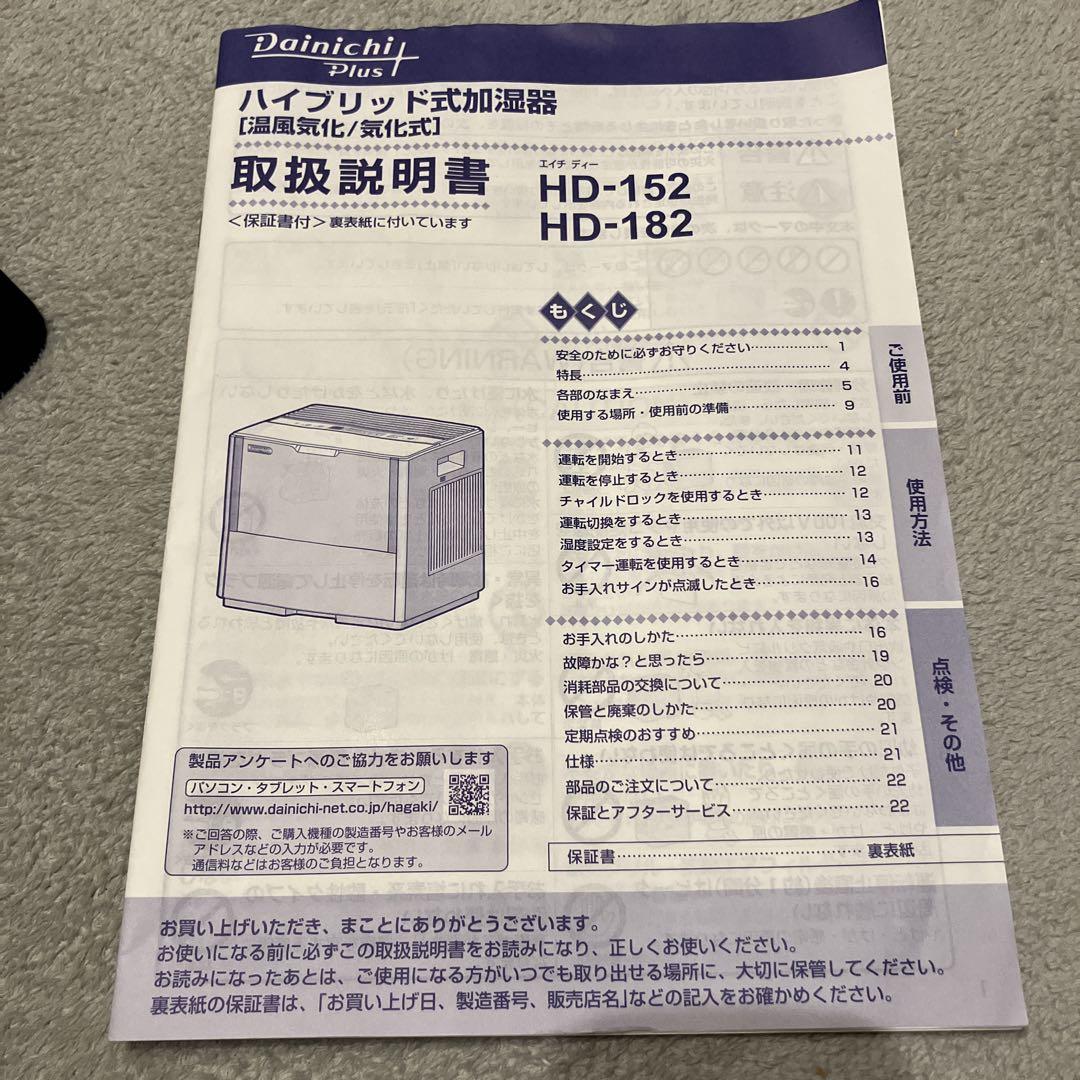 Dainichi
Plus
ハイブリッド式加湿器
[温風気化/気化式]
取扱説明書
＜保証書付＞裏表紙に付いています
エイチ ディー
HD-152
HD-182
もくじ
安全のために必ずお守りください……………… 1
特長……………… 4
各部のなまえ……………… 5
使用する場所・使用前の準備……………… 9
ご使用前
運転を開始するとき……………… 11
運転を停止するとき……………… 12
チャイルドロックを使用するとき……………… 12
運転切換をするとき……………… 13
湿度設定をするとき……………… 13
タイマー運転を使用するとき……………… 14
お手入れサインが点滅したとき……………… 16
使用方法
お手入れのしかた……………… 16
故障かな？と思ったら……………… 19
消耗部品の交換について……………… 20
保管と廃棄のしかた……………… 20
定期点検のおすすめ……………… 21
仕様……………… 21
部品のご注文について……………… 22
保証とアフターサービス……………… 22
点検・その他
保証書……………… 裏表紙
製品アンケートへのご協力をお願いします
パソコン・タブレット・スマートフォン
http://www.dainichi-net.co.jp/hagaki/
※ご回答の際、ご購入機種の製造番号やお客様のメール
アドレスなどの入力が必要です。
通信料などはお客様のご負担となります。
お買い上げいただき、まことにありがとうございます。
お使いになる前に必ずこの取扱説明書をお読みになり、正しくお使いください。
お読みになったあとは、ご使用になる方がいつでも取り出せる場所に、大切に保管してください。
裏表紙の保証書は、「お買い上げ日、製造番号、販売店名」などの記入をお確かめください。